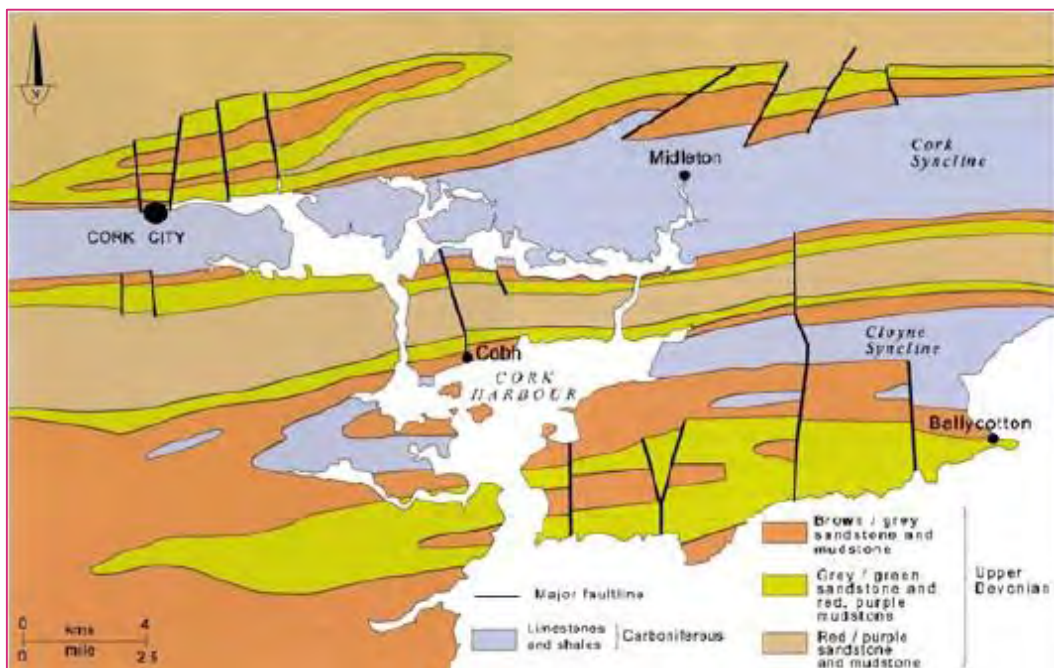 N
Cork
Syncline
Midleton
CORK CITY
Cloyne
Syncline
Cobh
CORK
HARBOUR
Ballycotton
Brown / grey
sandstone and
mudstone
Grey / green
sandstone and
red, purple
mudstone
Upper
Devonian
Red / purple
sandstone
and mudstone
Major faultline
Limestones
and shales
Carboniferous
0 4
kms
mile
0 2.5